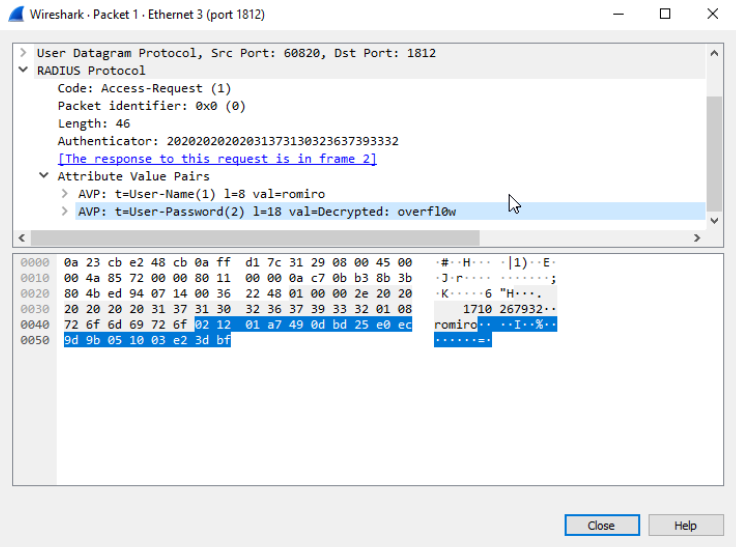 Wireshark · Packet 1 · Ethernet 3 (port 1812)
> User Datagram Protocol, Src Port: 60820, Dst Port: 1812
RADIUS Protocol
Code: Access-Request (1)
Packet identifier: 0x0 (0)
Length: 46
Authenticator: 20202020202031373130323637393332
[The response to this request is in frame 2]
Attribute Value Pairs
> AVP: t=User-Name(1) l=8 val=romiro
> AVP: t=User-Password(2) l=18 val=Decrypted: overfl0w
0000 0a 23 cb e2 48 cb 0a ff d1 7c 31 29 08 00 45 00 ·#··H··· ·|1)··E·
0010 00 4a 85 72 00 00 80 11 00 00 0a c7 0b b3 8b 3b ·J·r···· ·······;
0020 80 4b ed 94 07 14 00 36 22 48 01 00 00 2e 20 20 ·K·····6 "H···.
0030 20 20 20 20 31 37 31 30 32 36 37 39 33 32 01 08 1710 267932··
0040 72 6f 6d 69 72 6f 02 12 01 a7 49 0d bd 25 e0 ec romiro·· ··I··%··
0050 9d 9b 05 10 03 e2 3d bf ······=·
Close Help